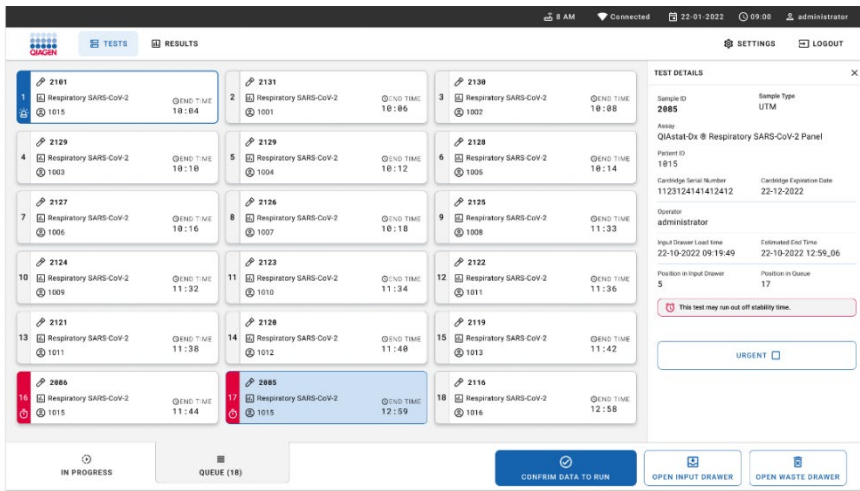 8 AM Connected 22-01-2022 09:00 administrator
QIAGEN TESTS RESULTS SETTINGS LOGOUT
1 2101
Respiratory SARS-CoV-2
1015
END TIME
10:04
2 2131
Respiratory SARS-CoV-2
1001
END TIME
10:06
3 2130
Respiratory SARS-CoV-2
1002
END TIME
10:08
4 2129
Respiratory SARS-CoV-2
1003
END TIME
10:10
5 2129
Respiratory SARS-CoV-2
1004
END TIME
10:12
6 2128
Respiratory SARS-CoV-2
1005
END TIME
10:14
7 2127
Respiratory SARS-CoV-2
1006
END TIME
10:16
8 2126
Respiratory SARS-CoV-2
1007
END TIME
10:18
9 2125
Respiratory SARS-CoV-2
1008
END TIME
11:33
10 2124
Respiratory SARS-CoV-2
1009
END TIME
11:32
11 2123
Respiratory SARS-CoV-2
1010
END TIME
11:34
12 2122
Respiratory SARS-CoV-2
1011
END TIME
11:36
13 2121
Respiratory SARS-CoV-2
1011
END TIME
11:38
14 2120
Respiratory SARS-CoV-2
1012
END TIME
11:40
15 2119
Respiratory SARS-CoV-2
1013
END TIME
11:42
16 2086
Respiratory SARS-CoV-2
1015
END TIME
11:44
17 2085
Respiratory SARS-CoV-2
1015
END TIME
12:59
18 2116
Respiratory SARS-CoV-2
1016
END TIME
12:58
TEST DETAILS
Sample ID Sample Type
2085 UTM
Assay
QIAstat-Dx ® Respiratory SARS-CoV-2 Panel
Patient ID
1015
Cardridge Serial Number Cardridge Expiration Date
1123124141412412 22-12-2022
Operator
administrator
Input Drawer Load time Estimated End Time
22-10-2022 09:19:49 22-10-2022 12:59_06
Position in Input Drawer Position in Queue
5 17
This test may run out off stability time.
URGENT
IN PROGRESS QUEUE (18) CONFRIM DATA TO RUN OPEN INPUT DRAWER OPEN WASTE DRAWER